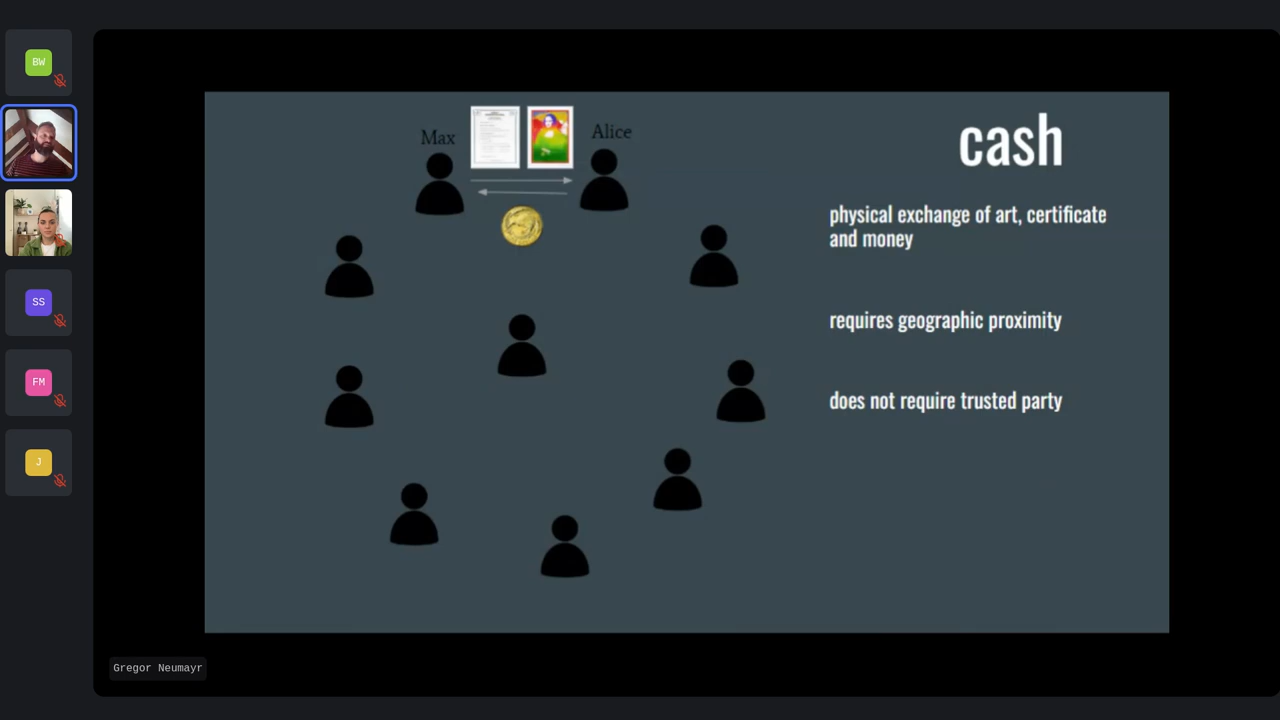 BW
SS
FM
J
Max
Alice
cash
physical exchange of art, certificate
and money
requires geographic proximity
does not require trusted party
Gregor Neumayr